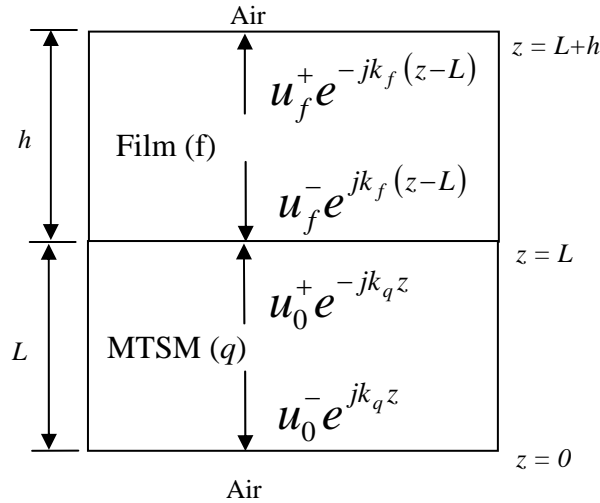 Air
z = L+h
u_f^+ e^{-jk_f(z-L)}
h
Film (f)
u_f^- e^{jk_f(z-L)}
z = L
u_0^+ e^{-jk_q z}
L
MTSM (q)
u_0^- e^{jk_q z}
z=0
Air